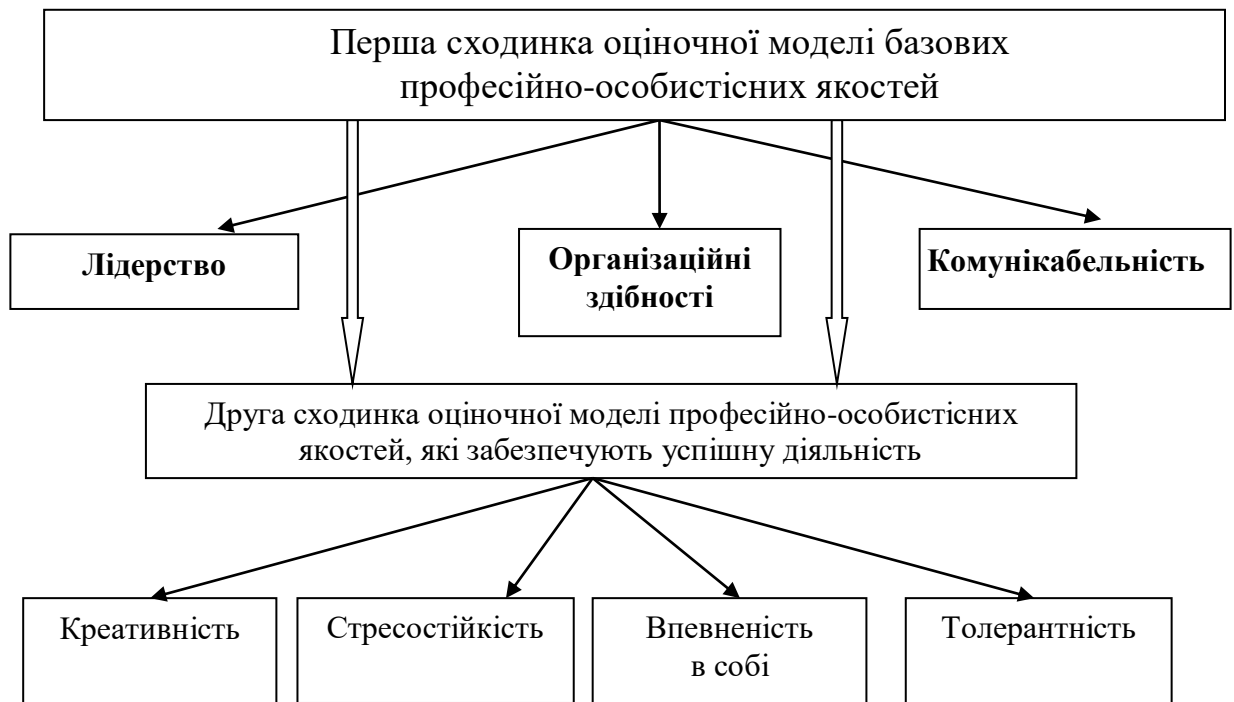 Перша сходинка оціночної моделі базових
професійно-особистісних якостей
Лідерство
Організаційні
здібності
Комунікабельність
Друга сходинка оціночної моделі професійно-особистісних
якостей, які забезпечують успішну діяльність
Креативність
Стресостійкість
Впевненість
в собі
Толерантність